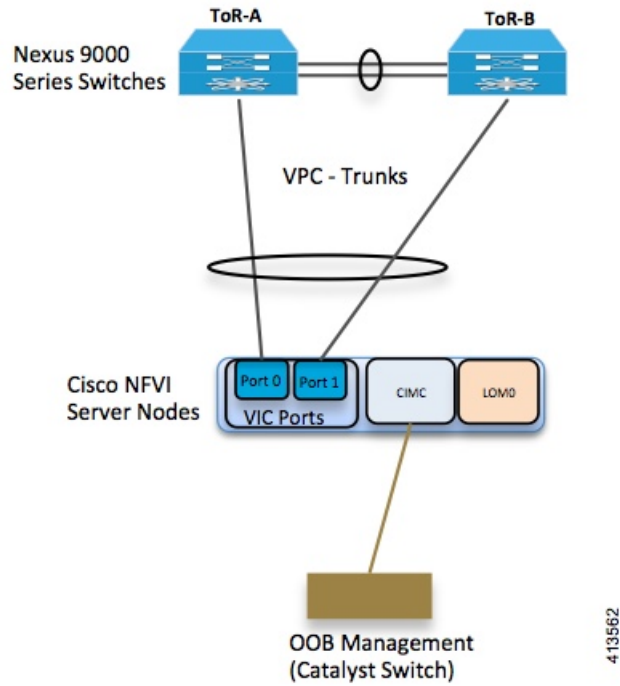 ToR-A
ToR-B
Nexus 9000
Series Switches
VPC - Trunks
Cisco NFVI
Server Nodes
Port 0
Port 1
VIC Ports
CIMC
LOM0
OOB Management
(Catalyst Switch)
413562